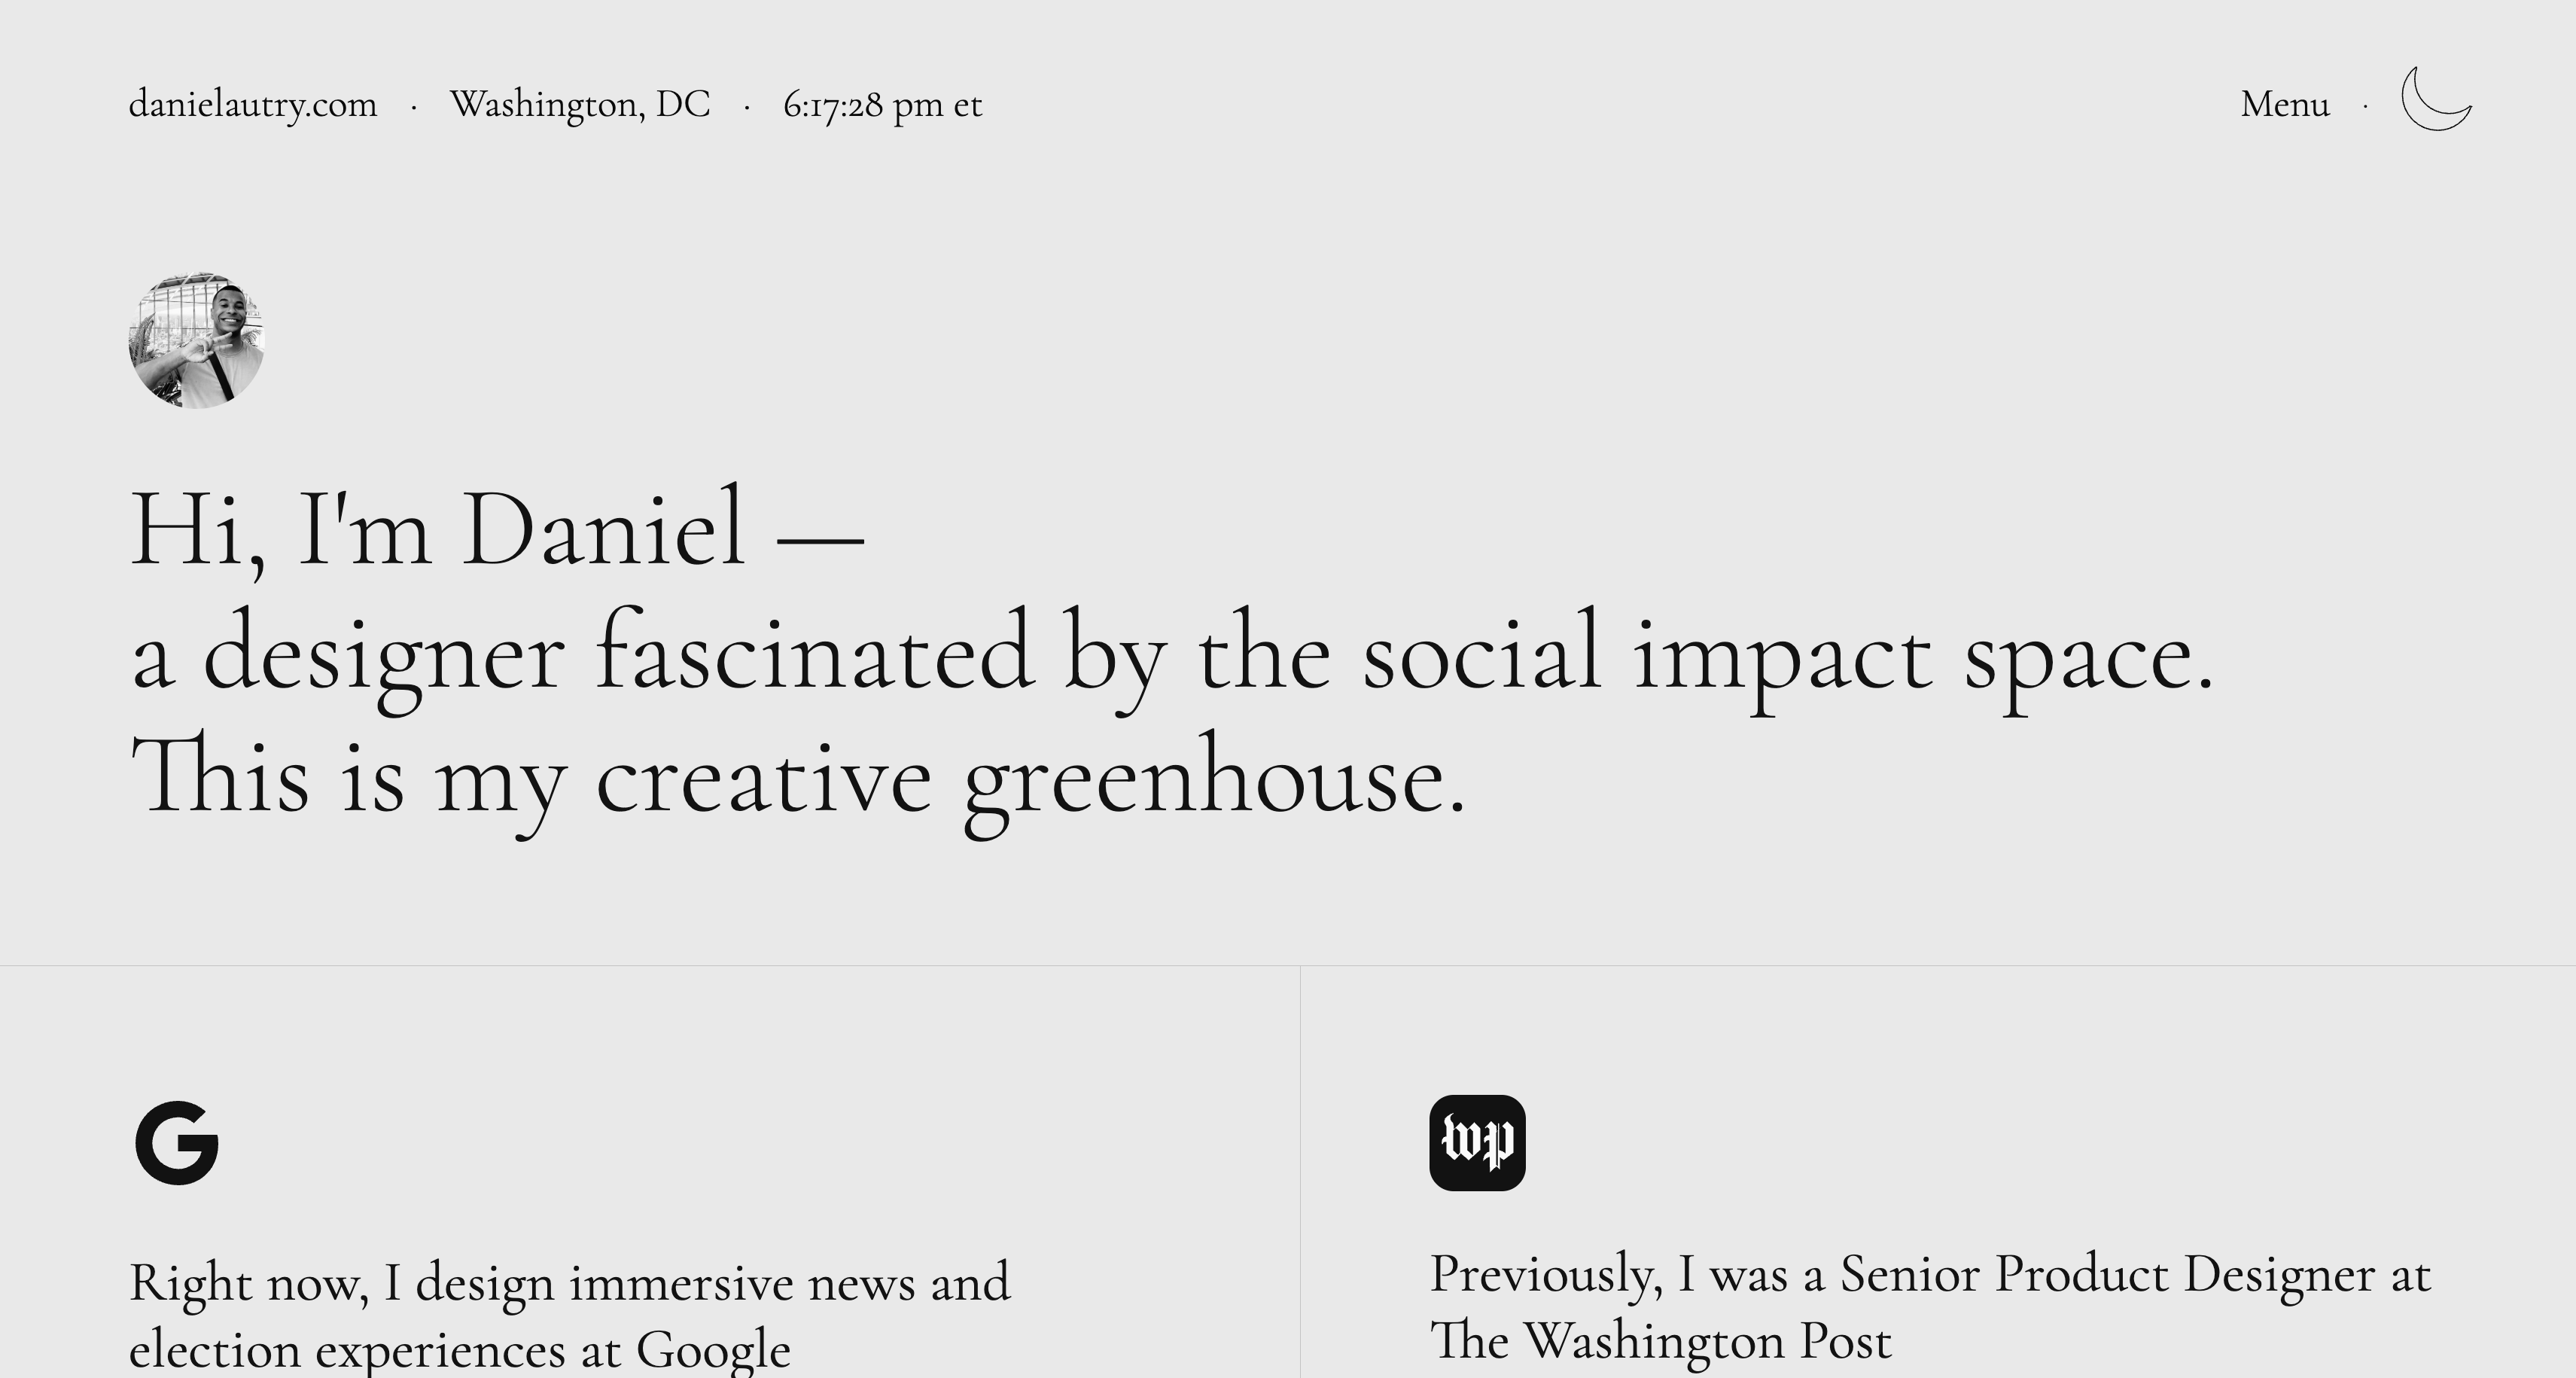 danielautry.com · Washington, DC · 6:17:28 pm et
Menu ·
Hi, I'm Daniel —
a designer fascinated by the social impact space.
This is my creative greenhouse.
G
Right now, I design immersive news and
election experiences at Google
wp
Previously, I was a Senior Product Designer at
The Washington Post